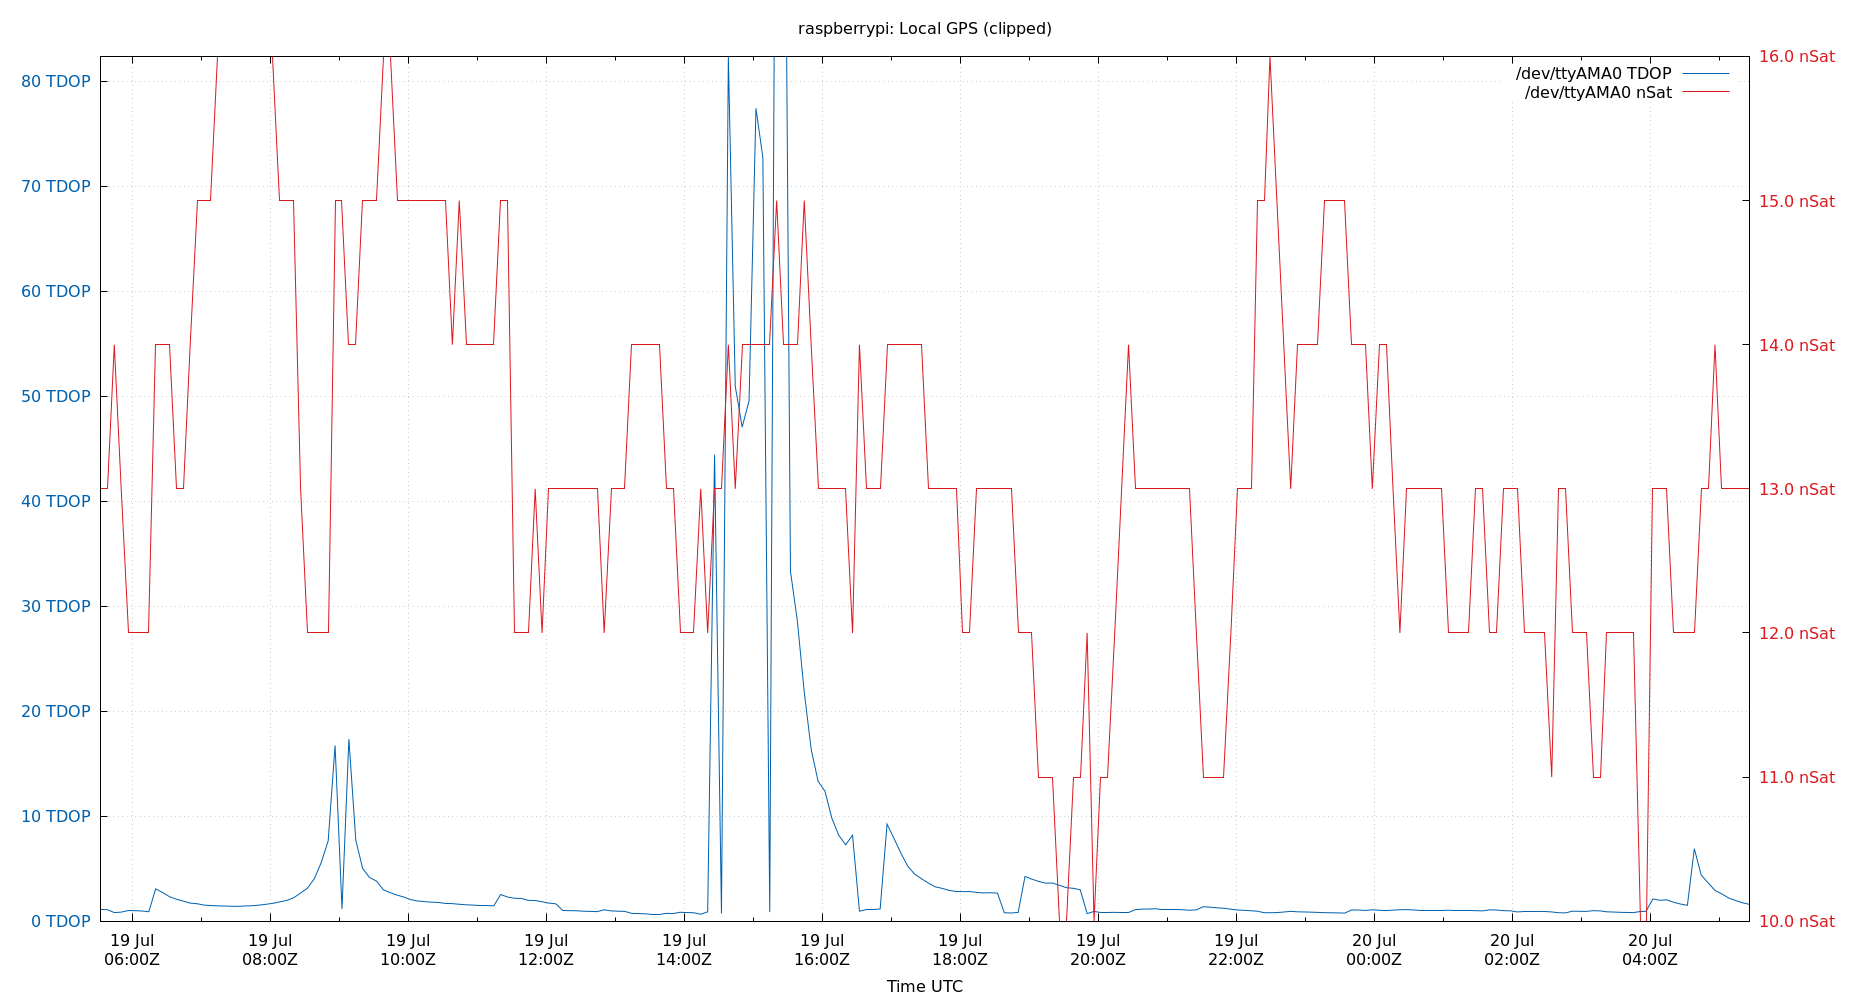 raspberrypi: Local GPS (clipped)
/dev/ttyAMA0 TDOP
/dev/ttyAMA0 nSat
80 TDOP
70 TDOP
60 TDOP
50 TDOP
40 TDOP
30 TDOP
20 TDOP
10 TDOP
0 TDOP
16.0 nSat
15.0 nSat
14.0 nSat
13.0 nSat
12.0 nSat
11.0 nSat
10.0 nSat
19 Jul
06:00Z
19 Jul
08:00Z
19 Jul
10:00Z
19 Jul
12:00Z
19 Jul
14:00Z
19 Jul
16:00Z
19 Jul
18:00Z
19 Jul
20:00Z
19 Jul
22:00Z
20 Jul
00:00Z
20 Jul
02:00Z
20 Jul
04:00Z
Time UTC